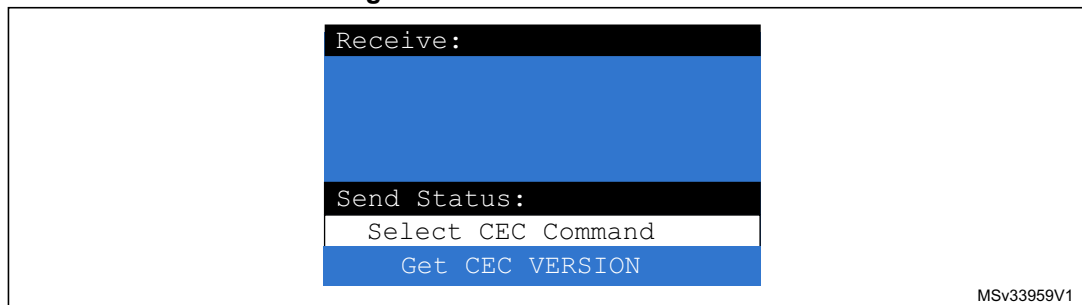 Receive:
Send Status:
Select CEC Command
Get CEC VERSION
MSv33959V1